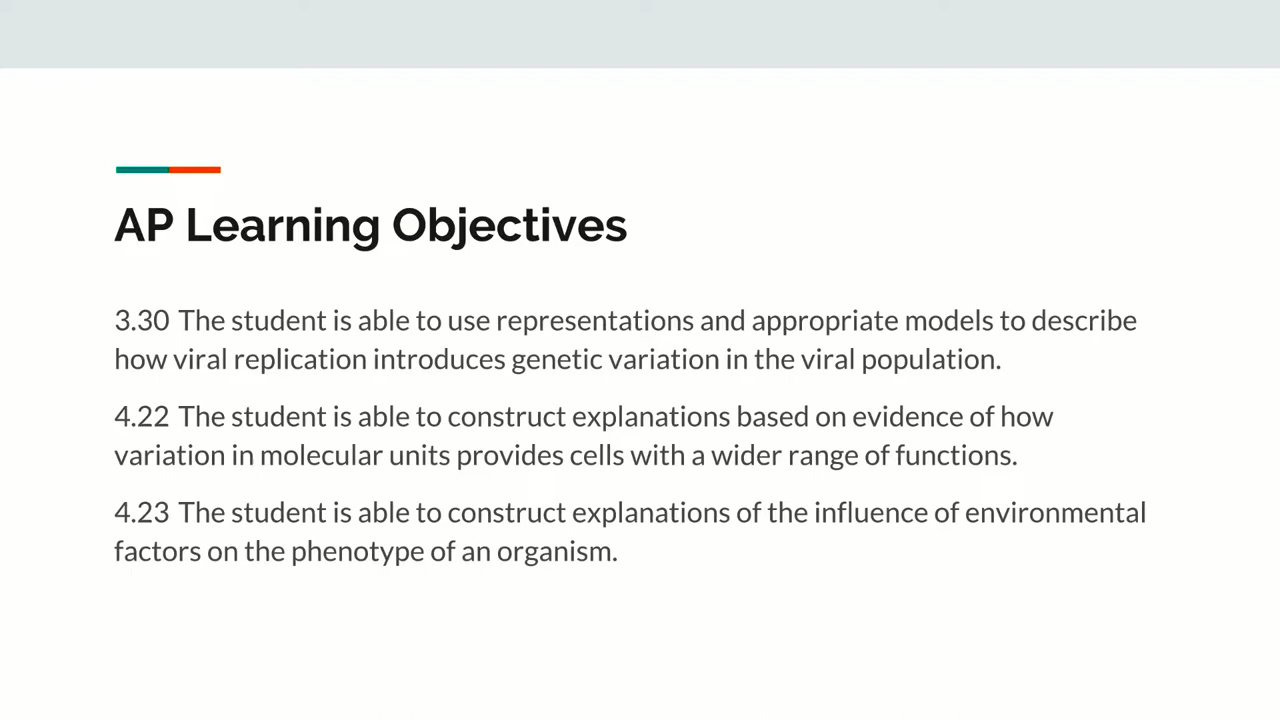 AP Learning Objectives
3.30 The student is able to use representations and appropriate models to describe
how viral replication introduces genetic variation in the viral population.
4.22 The student is able to construct explanations based on evidence of how
variation in molecular units provides cells with a wider range of functions.
4.23 The student is able to construct explanations of the influence of environmental
factors on the phenotype of an organism.